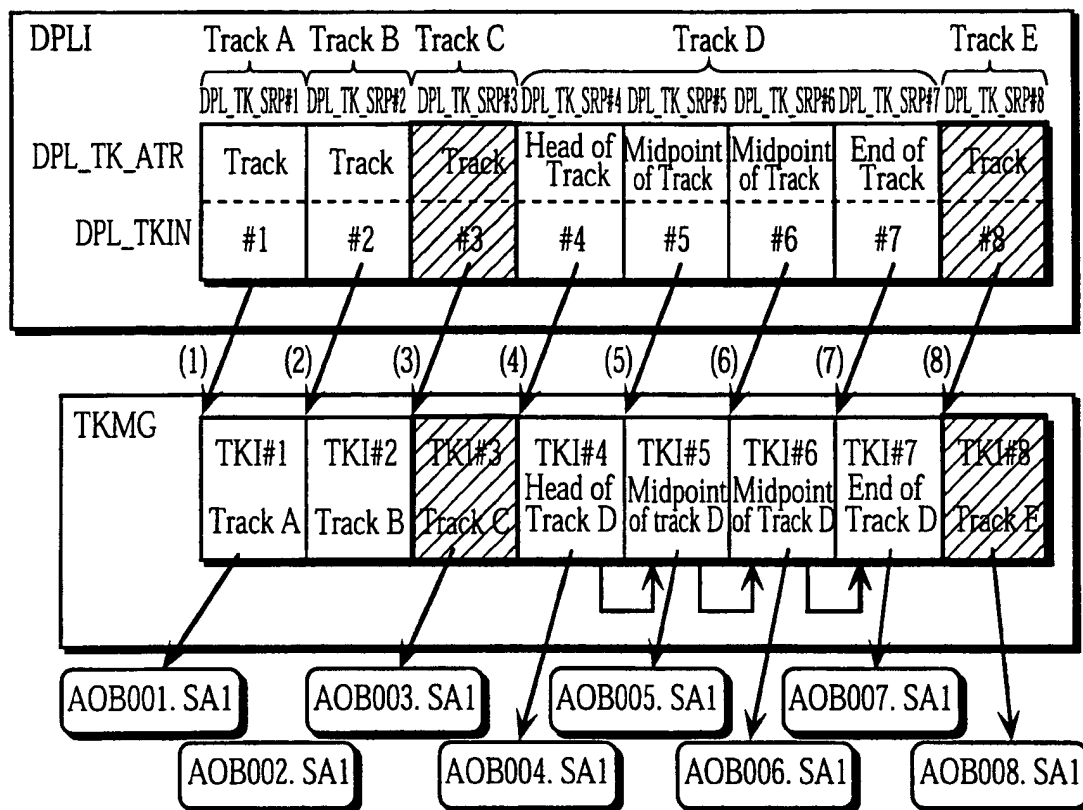 DPLI
Track A Track B Track C Track D Track E
DPL_TK_SRP#1 DPL_TK_SRP#2 DPL_TK_SRP#3 DPL_TK_SRP#4 DPL_TK_SRP#5 DPL_TK_SRP#6 DPL_TK_SRP#7 DPL_TK_SRP#8
DPL_TK_ATR Track Track Track Head of Track Midpoint of Track Midpoint of Track End of Track Track
DPL_TKIN #1 #2 #3 #4 #5 #6 #7 #8
(1) (2) (3) (4) (5) (6) (7) (8)
TKMG
TKI#1 TKI#2 TKI#3 TKI#4 TKI#5 TKI#6 TKI#7 TKI#8
Track A Track B Track C Head of Track D Midpoint of track D Midpoint of Track D End of Track D Track E
AOB001. SA1 AOB003. SA1 AOB005. SA1 AOB007. SA1
AOB002. SA1 AOB004. SA1 AOB006. SA1 AOB008. SA1